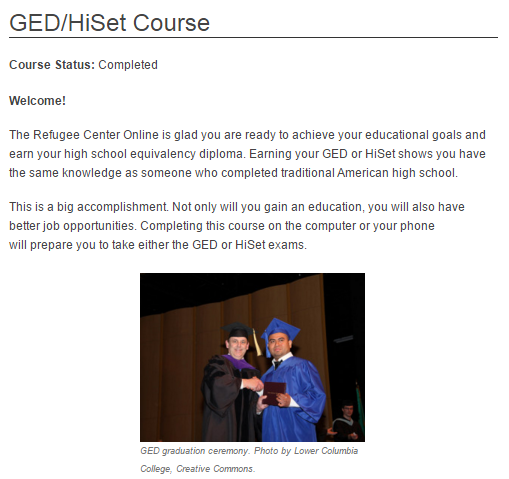 GED/HiSet Course
Course Status: Completed
Welcome!
The Refugee Center Online is glad you are ready to achieve your educational goals and
earn your high school equivalency diploma. Earning your GED or HiSet shows you have
the same knowledge as someone who completed traditional American high school.
This is a big accomplishment. Not only will you gain an education, you will also have
better job opportunities. Completing this course on the computer or your phone
will prepare you to take either the GED or HiSet exams.
GED graduation ceremony. Photo by Lower Columbia
College, Creative Commons.